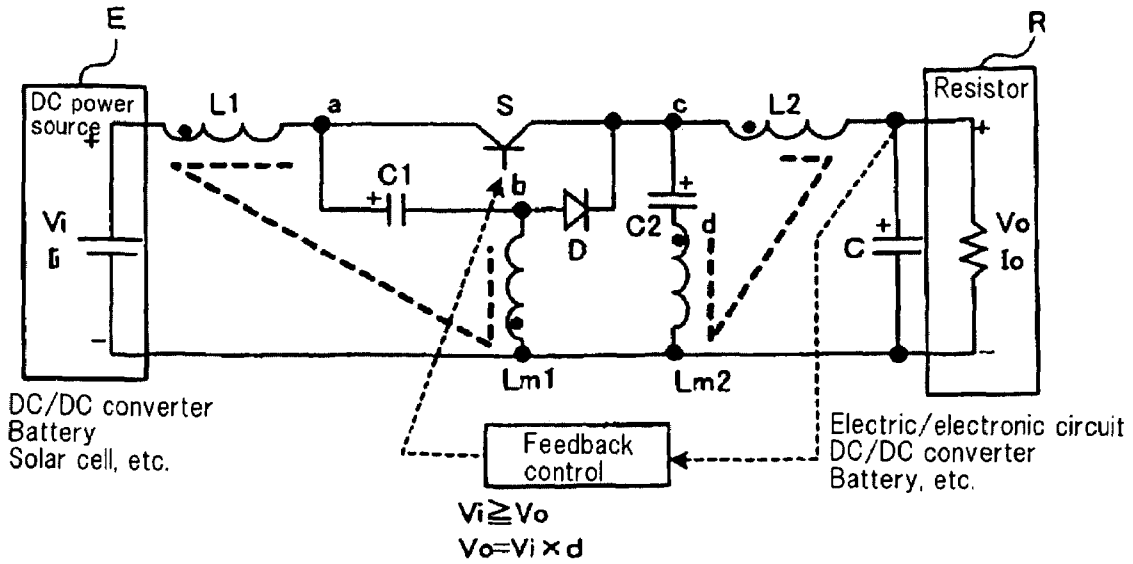 E
R
DC power
source
+
Vi
Ii
−
L1
a
S
c
L2
Resistor
+
C1
+
b
D
+
C2
d
+
C
Vo
Io
−
Lm1
Lm2
DC/DC converter
Battery
Solar cell, etc.
Feedback
control
Electric/electronic circuit
DC/DC converter
Battery, etc.
Vi≧Vo
Vo=Vi×d